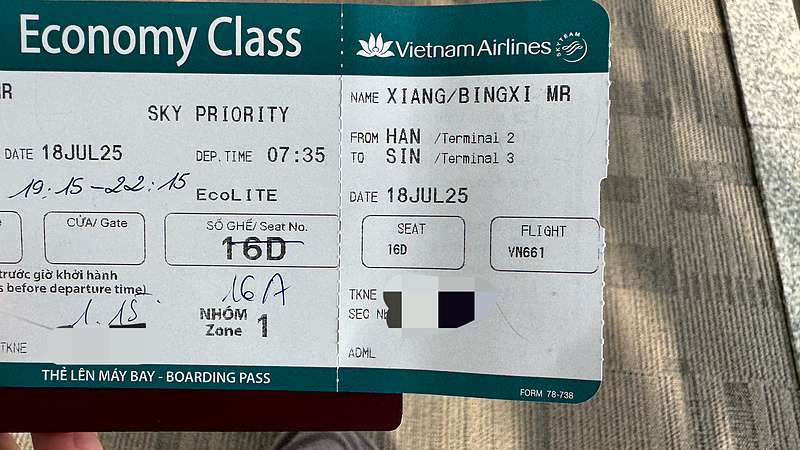 Economy Class
SKY PRIORITY
DATE 18JUL25 DEP.TIME 07:35
19:15-22:15
EcoLITE
CỬA/ Gate
SỐ GHẾ/ Seat No.
16D
trước giờ khởi hành
before departure time)
16A
1.15
NHÓM
Zone 1
TKNE
THẺ LÊN MÁY BAY - BOARDING PASS
Vietnam Airlines
SKYTEAM
NAME XIANG/BINGXI MR
FROM HAN /Terminal 2
TO SIN /Terminal 3
DATE 18JUL25
SEAT
16D
FLIGHT
VN661
TKNE
SEC
ADML
FORM 78-738